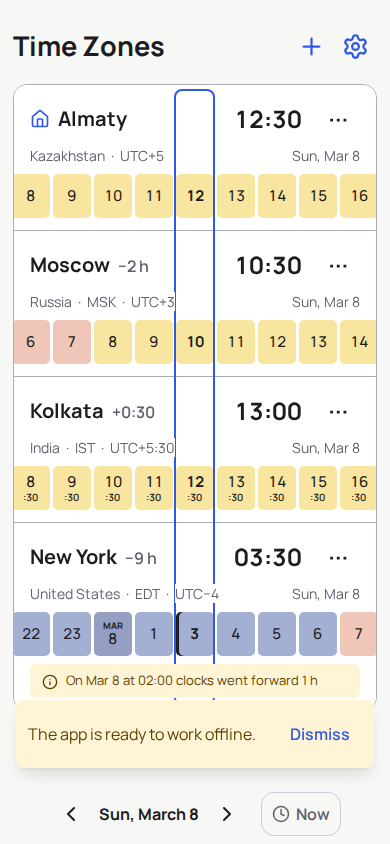 Time Zones
Almaty 12:30 ...
Kazakhstan · UTC+5 Sun, Mar 8
8 9 10 11 12 13 14 15 16
Moscow −2 h 10:30 ...
Russia · MSK · UTC+3 Sun, Mar 8
6 7 8 9 10 11 12 13 14
Kolkata +0:30 13:00 ...
India · IST · UTC+5:30 Sun, Mar 8
8 9 10 11 12 13 14 15 16
:30 :30 :30 :30 :30 :30 :30 :30 :30
New York −9 h 03:30 ...
United States · EDT · UTC−4 Sun, Mar 8
22 23 MAR 8 1 3 4 5 6 7
On Mar 8 at 02:00 clocks went forward 1 h
The app is ready to work offline. Dismiss
Sun, March 8 Now